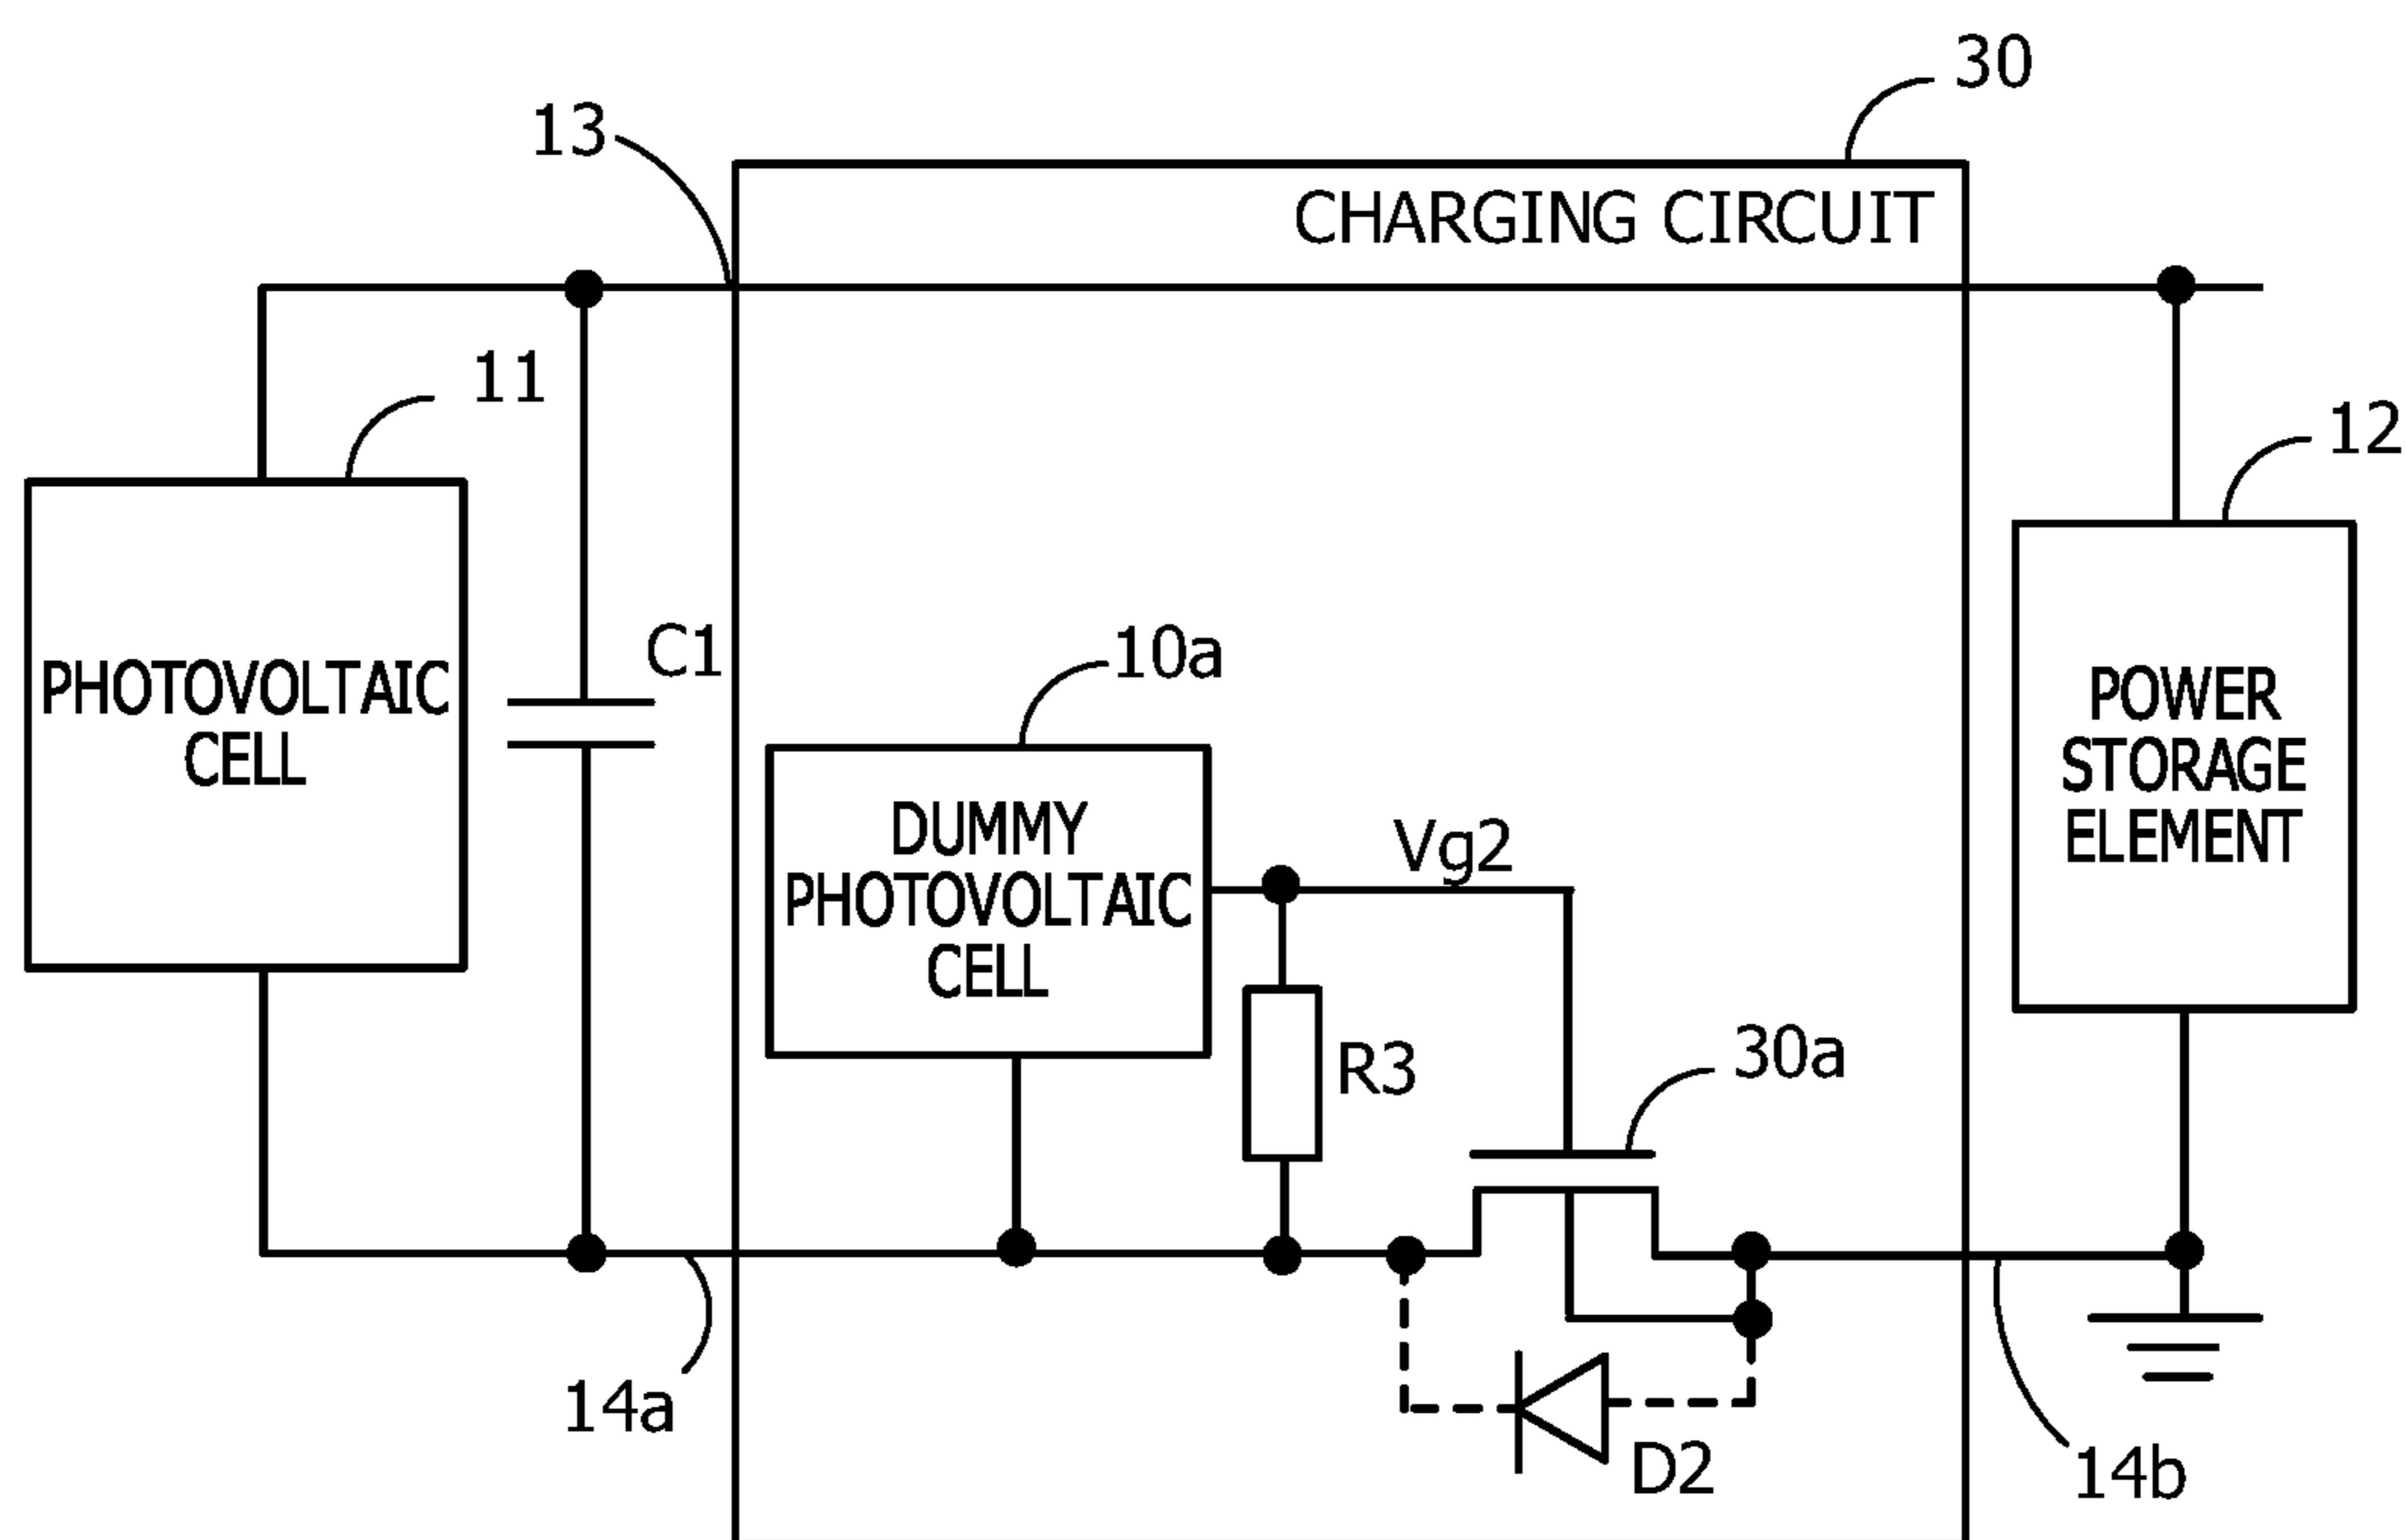 30
13
CHARGING CIRCUIT
11
12
C1
10a
PHOTOVOLTAIC
CELL
POWER
STORAGE
ELEMENT
DUMMY
PHOTOVOLTAIC
CELL
Vg2
R3
30a
14a
D2
14b